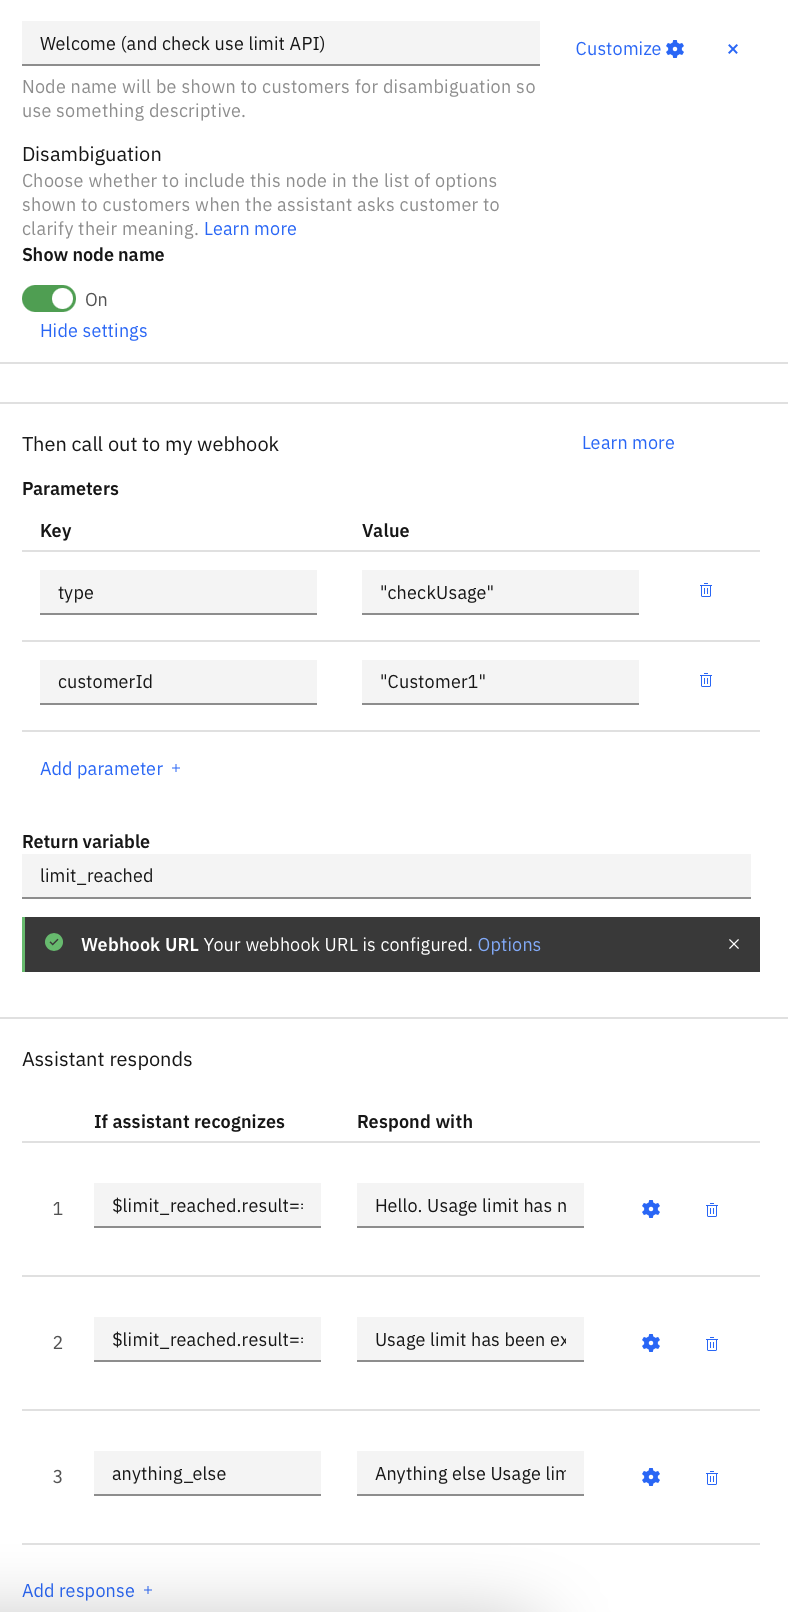 Welcome (and check use limit API)
Customize
Node name will be shown to customers for disambiguation so
use something descriptive.
Disambiguation
Choose whether to include this node in the list of options
shown to customers when the assistant asks customer to
clarify their meaning. Learn more
Show node name
On
Hide settings
Then call out to my webhook Learn more
Parameters
Key Value
type "checkUsage"
customerId "Customer1"
Add parameter +
Return variable
limit_reached
Webhook URL Your webhook URL is configured. Options
Assistant responds
If assistant recognizes Respond with
1 $limit_reached.result== Hello. Usage limit has n
2 $limit_reached.result== Usage limit has been ex
3 anything_else Anything else Usage lim
Add response +